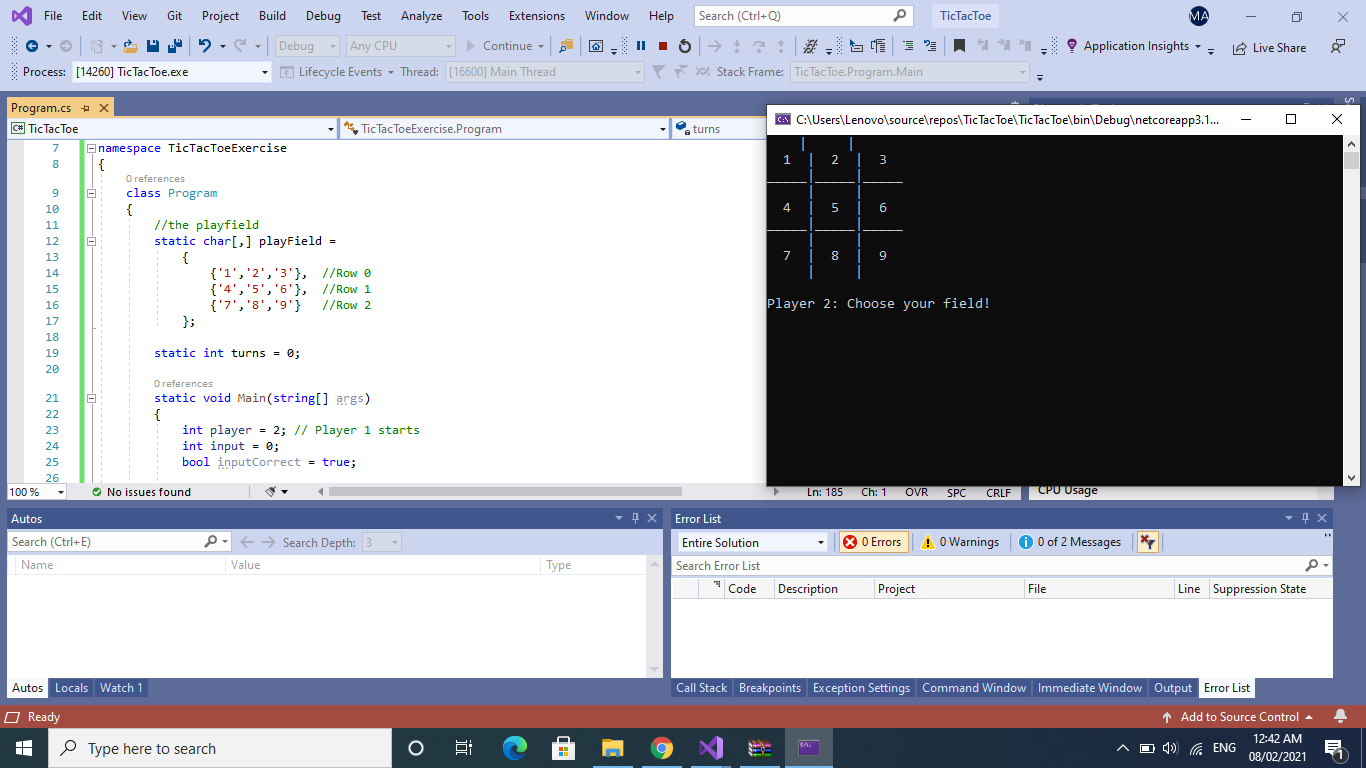 File Edit View Git Project Build Debug Test Analyze Tools Extensions Window Help Search (Ctrl+Q) TicTacToe MA
Debug Any CPU Continue Application Insights Live Share
Process: [14260] TicTacToe.exe Lifecycle Events Thread: [16600] Main Thread Stack Frame: TicTacToe.Program.Main
Program.cs
TicTacToe TicTacToeExercise.Program turns
7 namespace TicTacToeExercise
8 {
0 references
9 class Program
10 {
11 //the playfield
12 static char[,] playField =
13 {
14 {'1','2','3'}, //Row 0
15 {'4','5','6'}, //Row 1
16 {'7','8','9'} //Row 2
17 };
18
19 static int turns = 0;
20
0 references
21 static void Main(string[] args)
22 {
23 int player = 2; // Player 1 starts
24 int input = 0;
25 bool inputCorrect = true;
26
C:\Users\Lenovo\source\repos\TicTacToe\TicTacToe\bin\Debug\netcoreapp3.1...
| |
1 | 2 | 3
_____|_____|_____
| |
4 | 5 | 6
_____|_____|_____
| |
7 | 8 | 9
| |
Player 2: Choose your field!
100 % No issues found Ln: 185 Ch: 1 OVR SPC CRLF
CPU Usage
Autos
Search (Ctrl+E) Search Depth: 3
Name Value Type
Autos Locals Watch 1
Error List
Entire Solution 0 Errors 0 Warnings 0 of 2 Messages
Search Error List
Code Description Project File Line Suppression State
Call Stack Breakpoints Exception Settings Command Window Immediate Window Output Error List
Ready Add to Source Control
Type here to search ENG 12:42 AM
08/02/2021 1